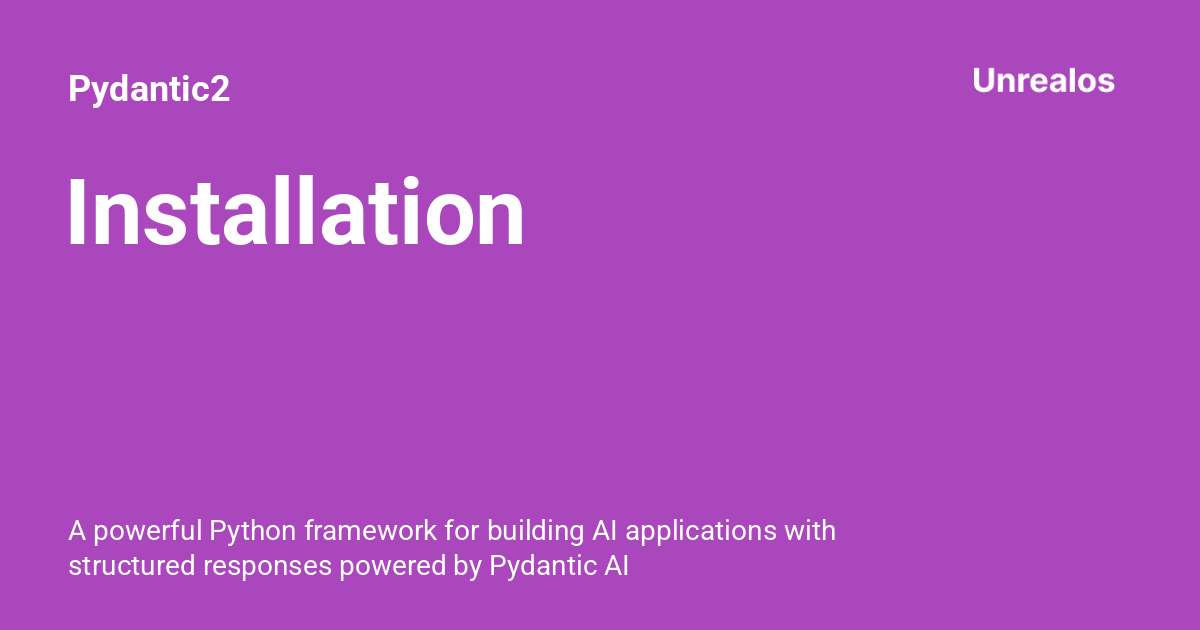 Pydantic2
Unrealos
Installation
A powerful Python framework for building AI applications with
structured responses powered by Pydantic AI